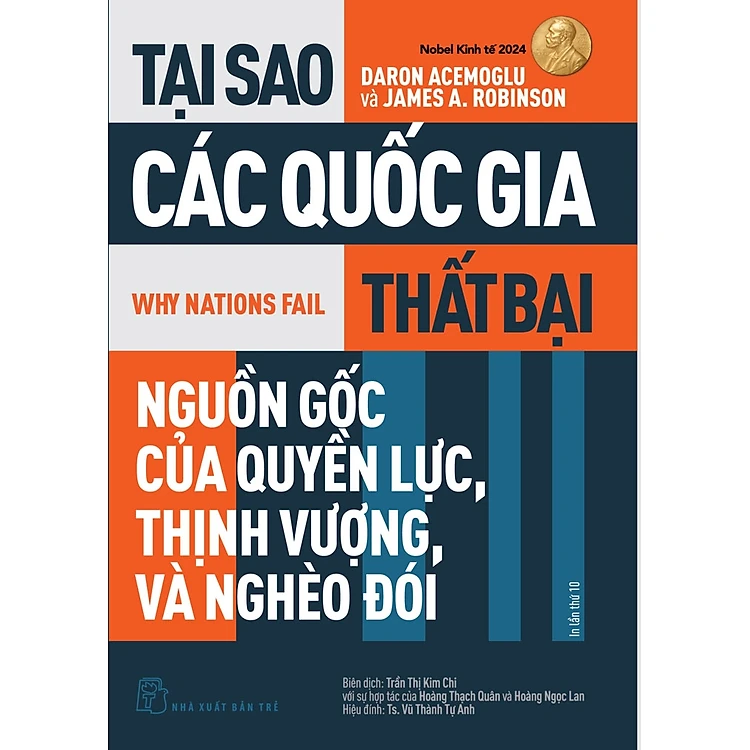 TẠI SAO
Nobel Kinh tế 2024
DARON ACEMOGLU
và JAMES A. ROBINSON
CÁC QUỐC GIA
WHY NATIONS FAIL
THẤT BẠI
NGUỒN GỐC
CỦA QUYỀN LỰC,
THỊNH VƯỢNG,
VÀ NGHÈO ĐÓI
In lần thứ 10
NHÀ XUẤT BẢN TRẺ
Biên dịch: Trần Thị Kim Chi
với sự hợp tác của Hoàng Thạch Quân và Hoàng Ngọc Lan
Hiệu đính: Ts. Vũ Thành Tự Anh